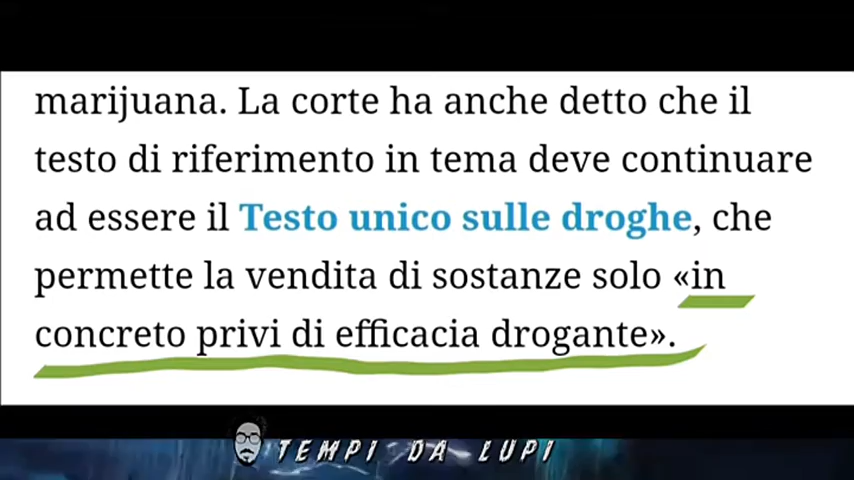 marijuana. La corte ha anche detto che il
testo di riferimento in tema deve continuare
ad essere il Testo unico sulle droghe, che
permette la vendita di sostanze solo «in
concreto privi di efficacia drogante».
TEMPI DA LUPI